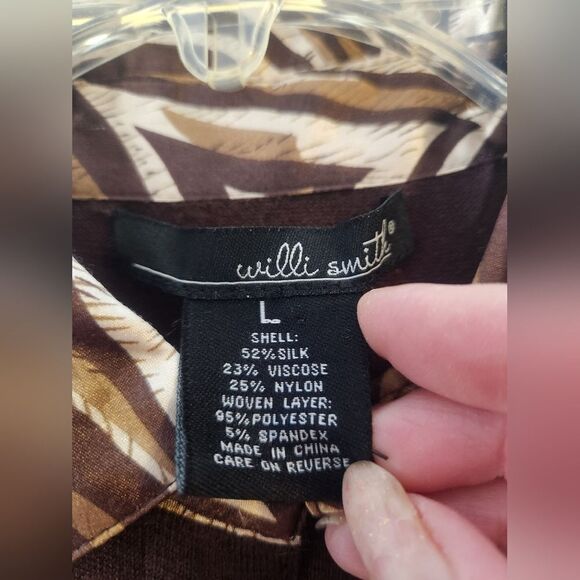 willi smith®
L
SHELL:
52% SILK
23% VISCOSE
25% NYLON
WOVEN LAYER:
95% POLYESTER
5% SPANDEX
MADE IN CHINA
CARE ON REVERSE